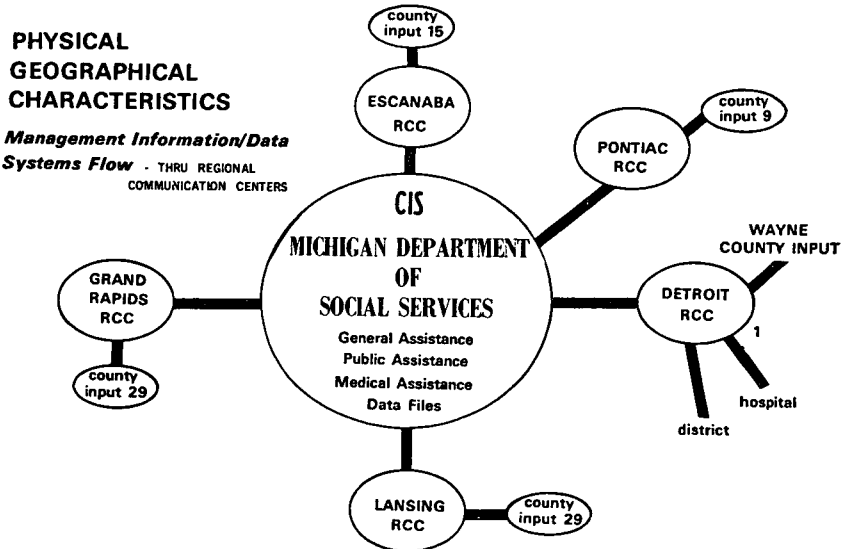 PHYSICAL
GEOGRAPHICAL
CHARACTERISTICS
Management Information/Data
Systems Flow - THRU REGIONAL
COMMUNICATION CENTERS
county
input 15
ESCANABA
RCC
county
input 9
PONTIAC
RCC
CIS
MICHIGAN DEPARTMENT
OF
SOCIAL SERVICES
General Assistance
Public Assistance
Medical Assistance
Data Files
WAYNE
COUNTY INPUT
DETROIT
RCC
1
hospital
district
GRAND
RAPIDS
RCC
county
input 29
LANSING
RCC
county
input 29